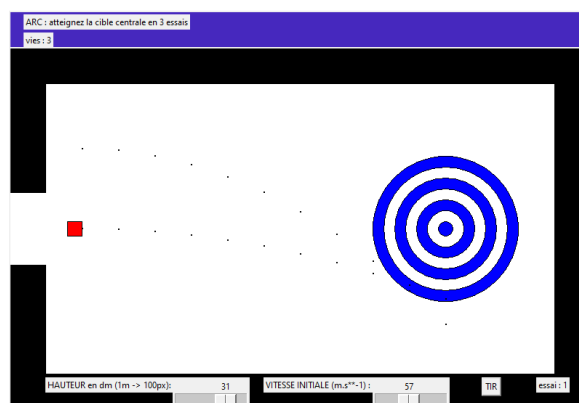 ARC : atteignez la cible centrale en 3 essais
vies : 3
HAUTEUR en dm (1m -> 100px): 31 VITESSE INITIALE (m.s**-1) : 57 TIR essai : 1